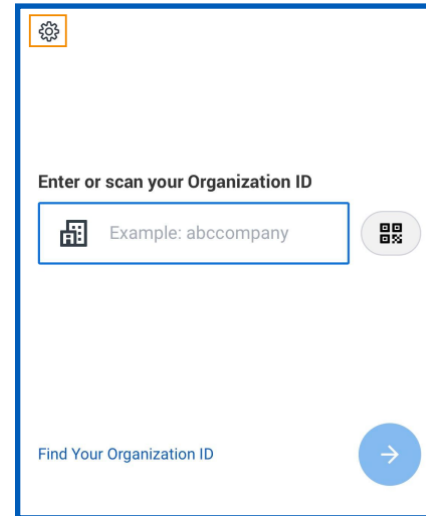 Enter or scan your Organization ID
Example: abccompany
Find Your Organization ID